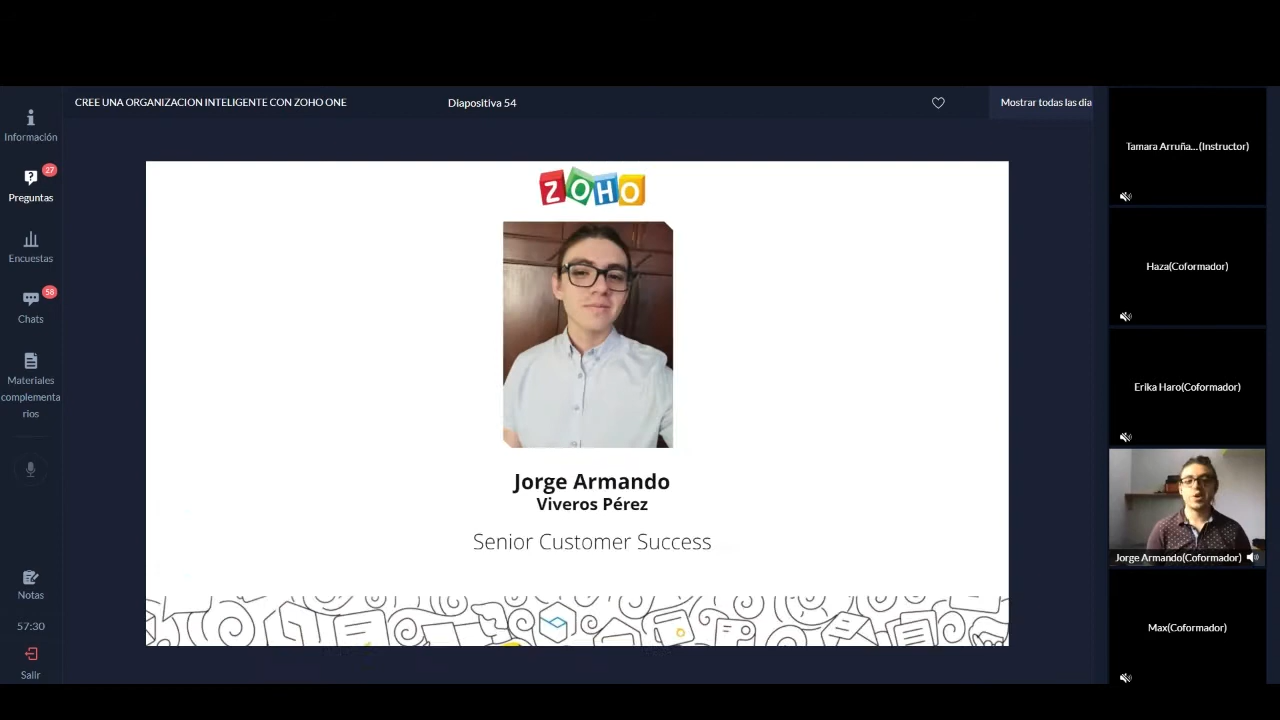 CREE UNA ORGANIZACION INTELIGENTE CON ZOHO ONE
Diapositiva 54
Mostrar todas las dia
Información
27
Preguntas
Encuestas
58
Chats
Materiales
complementa
rios
Notas
57:30
Salir
ZOHO
Jorge Armando
Viveros Pérez
Senior Customer Success
Tamara Arruña...(Instructor)
Haza(Coformador)
Erika Haro(Coformador)
Jorge Armando(Coformador)
Max(Coformador)